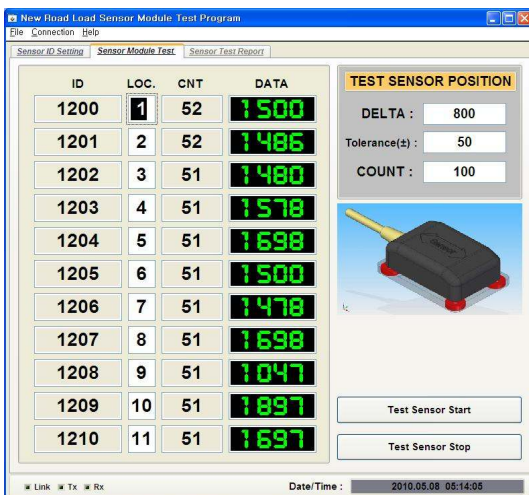 New Road Load Sensor Module Test Program
File Connection Help
Sensor ID Setting Sensor Module Test Sensor Test Report
ID LOC. CNT DATA
1200 1 52 1500
1201 2 52 1486
1202 3 51 1480
1203 4 51 1578
1204 5 51 1698
1205 6 51 1500
1206 7 51 1478
1207 8 51 1698
1208 9 51 1047
1209 10 51 1897
1210 11 51 1697
TEST SENSOR POSITION
DELTA : 800
Tolerance(±) : 50
COUNT : 100
Sensor
Test Sensor Start
Test Sensor Stop
Link Tx Rx Date/Time : 2010.05.08 05:14:05